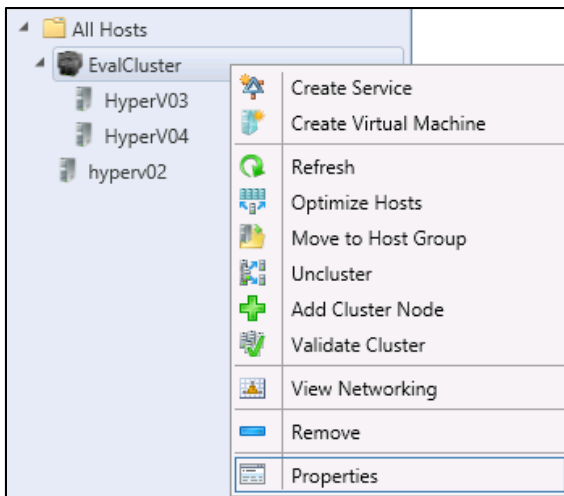 All Hosts
EvalCluster
HyperV03
HyperV04
hyperv02
Create Service
Create Virtual Machine
Refresh
Optimize Hosts
Move to Host Group
Uncluster
Add Cluster Node
Validate Cluster
View Networking
Remove
Properties